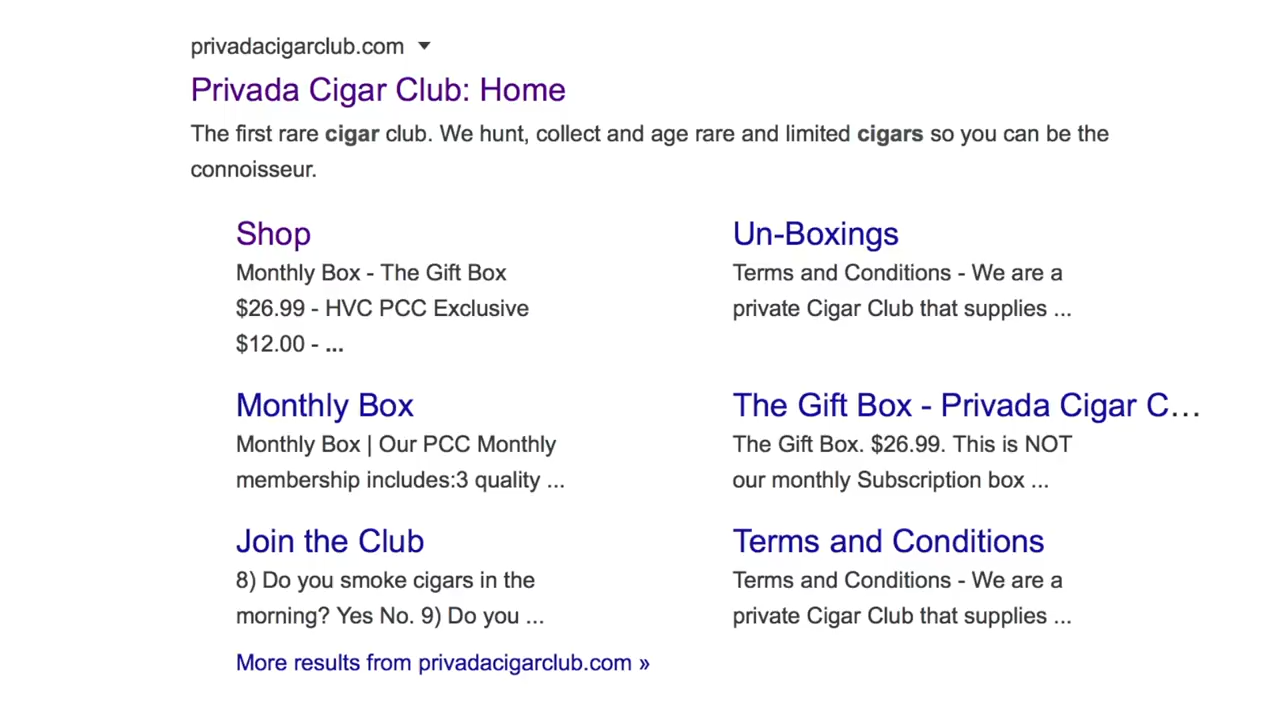 privadacigarclub.com
Privada Cigar Club: Home
The first rare cigar club. We hunt, collect and age rare and limited cigars so you can be the
connoisseur.
Shop
Monthly Box - The Gift Box
$26.99 - HVC PCC Exclusive
$12.00 - ...
Un-Boxings
Terms and Conditions - We are a
private Cigar Club that supplies ...
Monthly Box
Monthly Box | Our PCC Monthly
membership includes:3 quality ...
The Gift Box - Privada Cigar C...
The Gift Box. $26.99. This is NOT
our monthly Subscription box ...
Join the Club
8) Do you smoke cigars in the
morning? Yes No. 9) Do you ...
Terms and Conditions
Terms and Conditions - We are a
private Cigar Club that supplies ...
More results from privadacigarclub.com »